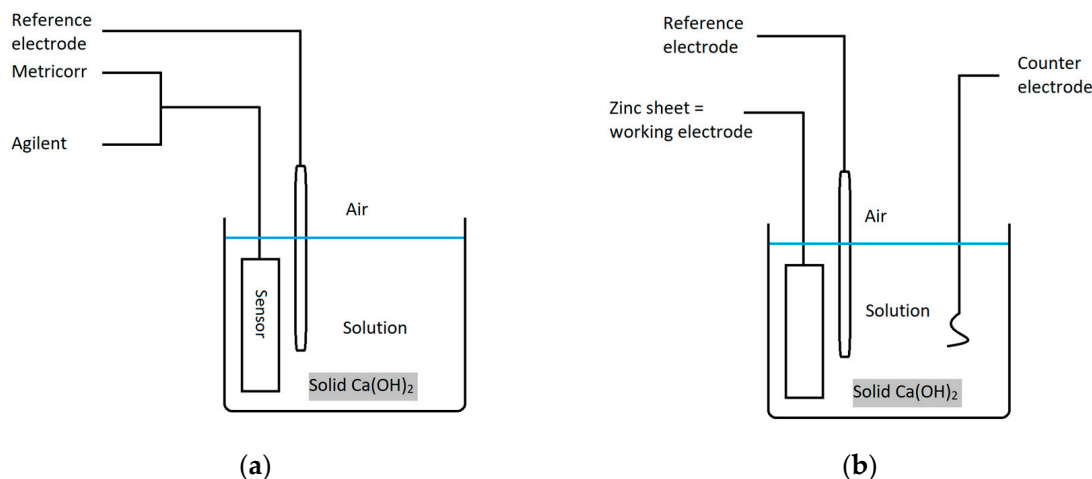 Reference
electrode
Metricorr
Agilent
Air
Sensor
Solution
Solid Ca(OH)₂
(a)
Reference
electrode
Counter
electrode
Zinc sheet =
working electrode
Air
Solution
Solid Ca(OH)₂
(b)